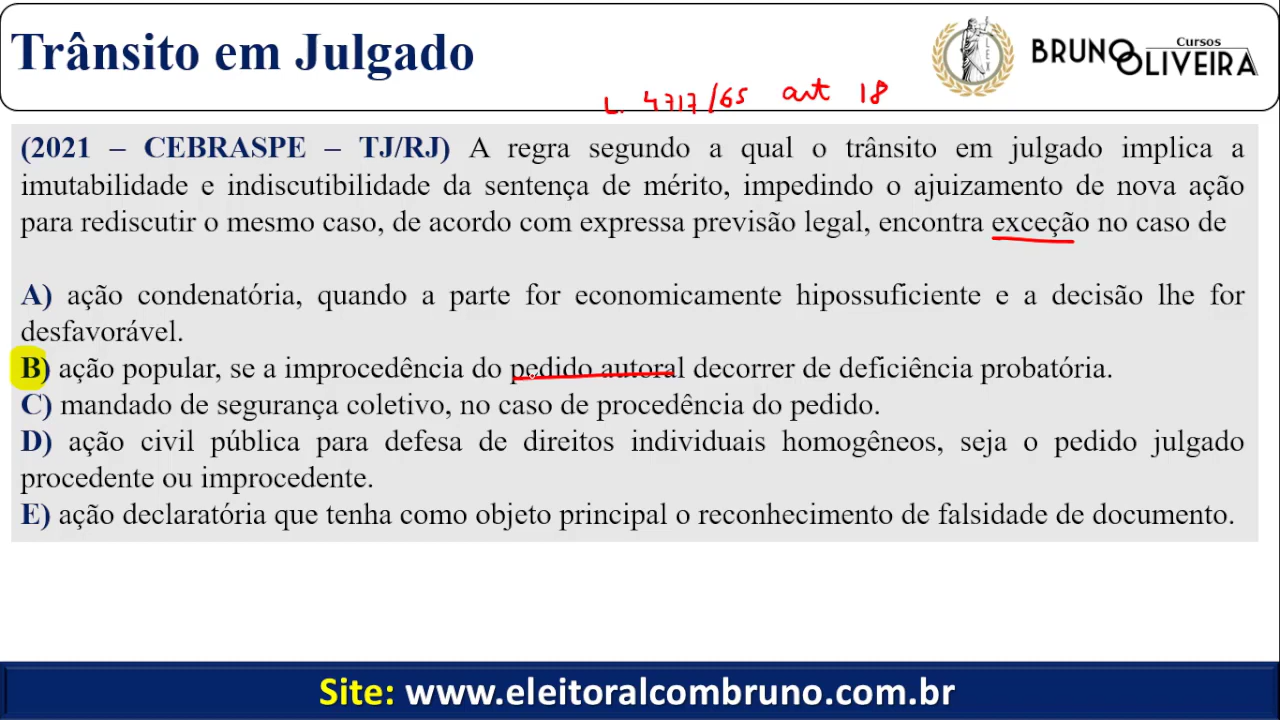 Trânsito em Julgado
Cursos
BRUNO
OLIVEIRA
L. 4717/65 art 18
(2021 – CEBRASPE – TJ/RJ) A regra segundo a qual o trânsito em julgado implica a
imutabilidade e indiscutibilidade da sentença de mérito, impedindo o ajuizamento de nova ação
para rediscutir o mesmo caso, de acordo com expressa previsão legal, encontra exceção no caso de
A) ação condenatória, quando a parte for economicamente hipossuficiente e a decisão lhe for
desfavorável.
B) ação popular, se a improcedência do pedido autoral decorrer de deficiência probatória.
C) mandado de segurança coletivo, no caso de procedência do pedido.
D) ação civil pública para defesa de direitos individuais homogêneos, seja o pedido julgado
procedente ou improcedente.
E) ação declaratória que tenha como objeto principal o reconhecimento de falsidade de documento.
Site: www.eleitoralcombruno.com.br